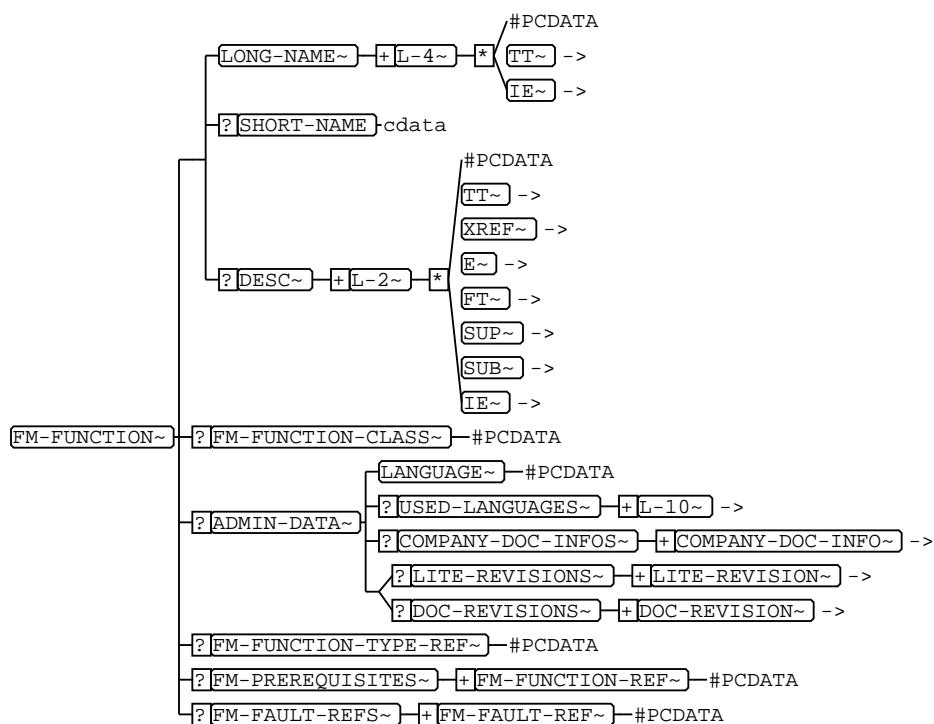 #PCDATA
LONG-NAME~ + L-4~ * TT~ ->
IE~ ->
? SHORT-NAME cdata
#PCDATA
TT~ ->
XREF~ ->
E~ ->
? DESC~ + L-2~ * FT~ ->
SUP~ ->
SUB~ ->
IE~ ->
FM-FUNCTION~ ? FM-FUNCTION-CLASS~ #PCDATA
LANGUAGE~ #PCDATA
? USED-LANGUAGES~ + L-10~ ->
? ADMIN-DATA~
? COMPANY-DOC-INFOS~ + COMPANY-DOC-INFO~ ->
? LITE-REVISIONS~ + LITE-REVISION~ ->
? DOC-REVISIONS~ + DOC-REVISION~ ->
? FM-FUNCTION-TYPE-REF~ #PCDATA
? FM-PREREQUISITES~ + FM-FUNCTION-REF~ #PCDATA
? FM-FAULT-REFS~ + FM-FAULT-REF~ #PCDATA